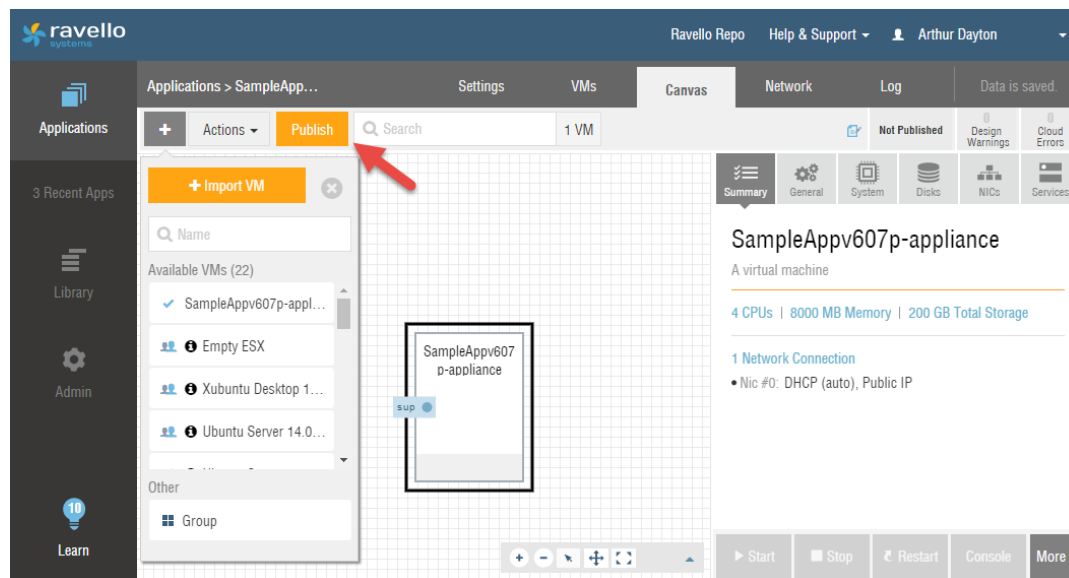 ravello
systems
Ravello Repo
Help & Support
Arthur Dayton
Applications
3 Recent Apps
Library
Admin
10
Learn
Applications > SampleApp...
Settings
VMs
Canvas
Network
Log
Data is saved.
+
Actions
Publish
Search
1 VM
Not Published
0
Design
Warnings
0
Cloud
Errors
+ Import VM
Name
Available VMs (22)
SampleAppv607p-appl...
Empty ESX
Xubuntu Desktop 1...
Ubuntu Server 14.0...
Other
Group
SampleAppv607
p-appliance
sup
Summary
General
System
Disks
NICs
Services
SampleAppv607p-appliance
A virtual machine
4 CPUs | 8000 MB Memory | 200 GB Total Storage
1 Network Connection
• Nic #0: DHCP (auto), Public IP
Start
Stop
Restart
Console
More